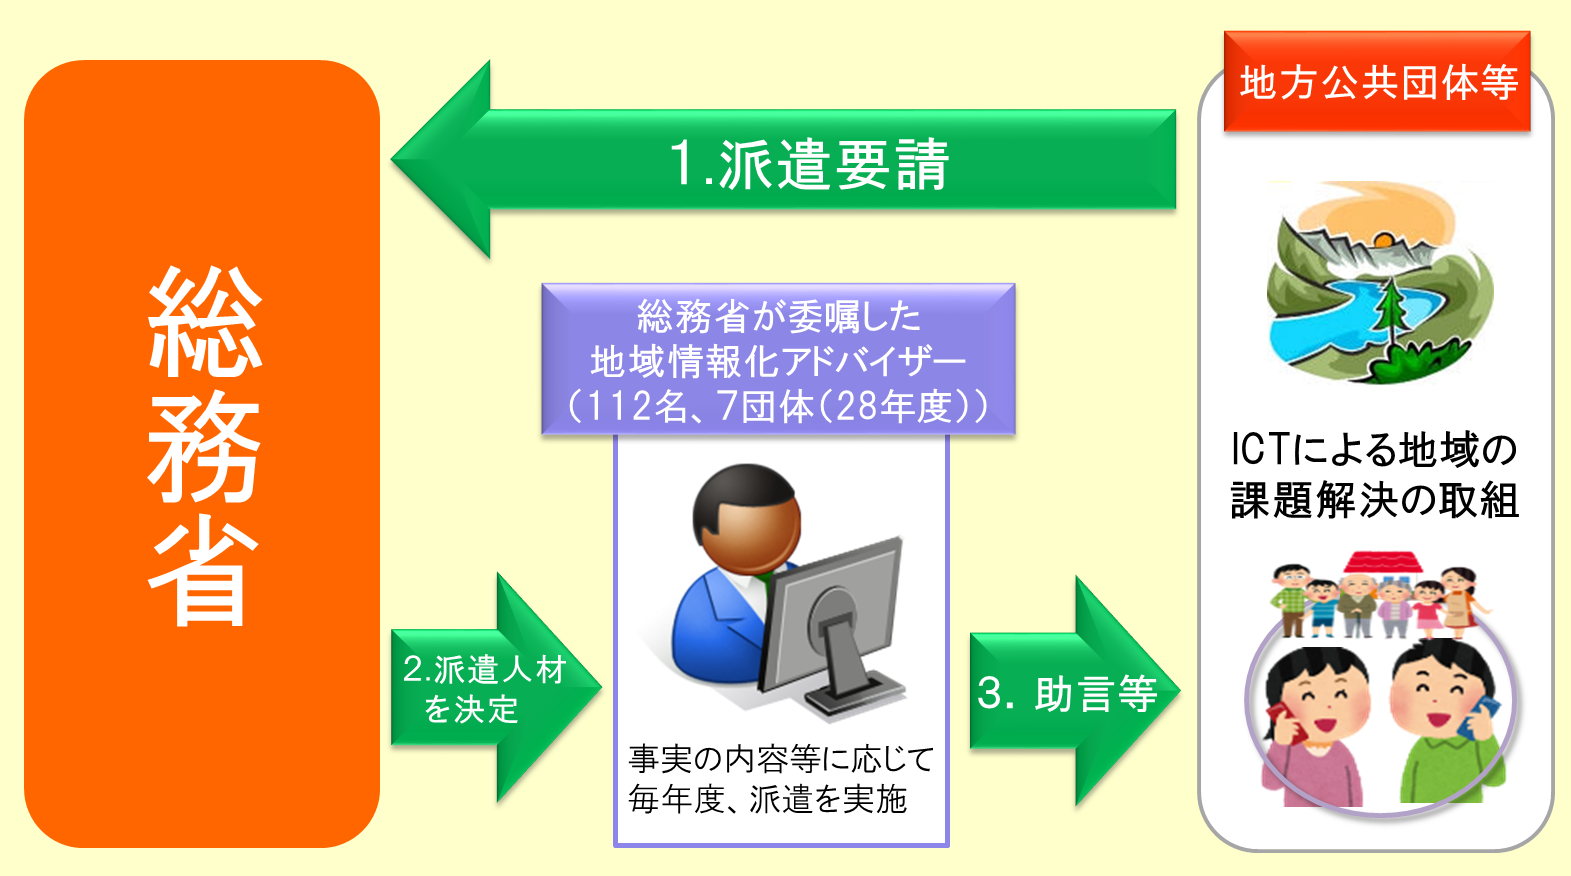 総務省
1.派遣要請
地方公共団体等
総務省が委嘱した
地域情報化アドバイザー
（112名、7団体（28年度））
ICTによる地域の
課題解決の取組
2.派遣人材
を決定
3. 助言等
事実の内容等に応じて
毎年度、派遣を実施